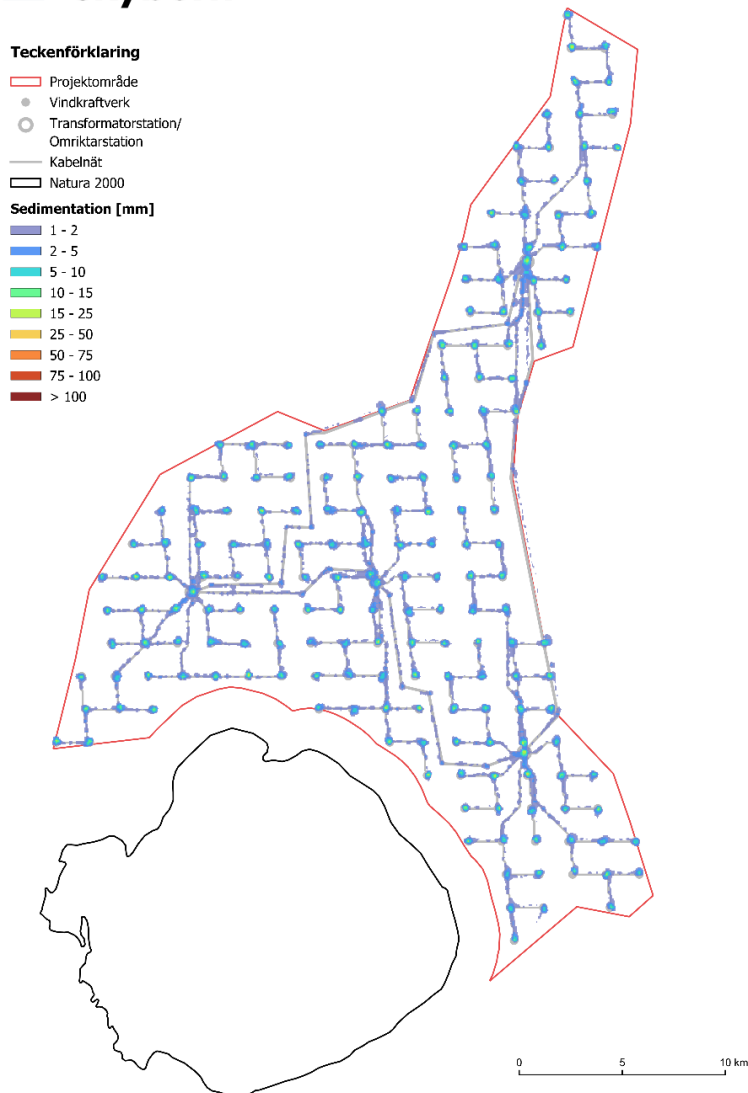 Teckenförklaring
Projektområde
Vindkraftverk
Transformatorstation/
Omriktarstation
Kabelnät
Natura 2000
Sedimentation [mm]
1 - 2
2 - 5
5 - 10
10 - 15
15 - 25
25 - 50
50 - 75
75 - 100
> 100
0 5 10 km